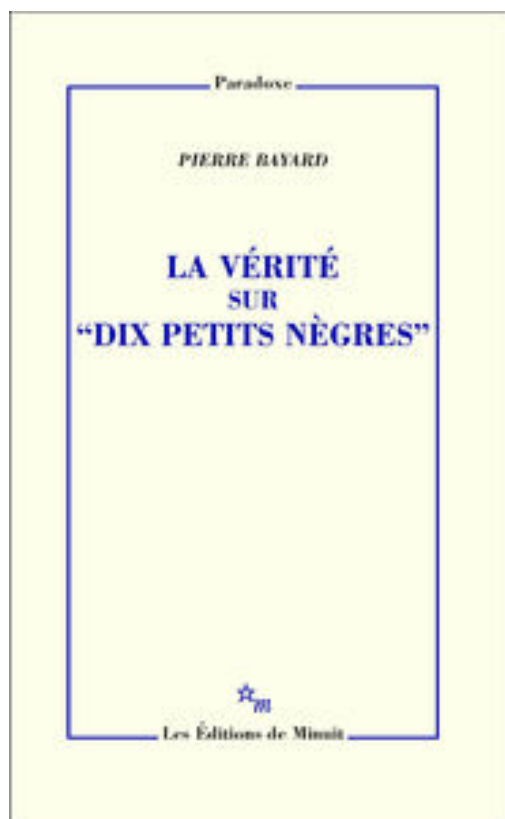 Paradoxe
PIERRE BAYARD
LA VÉRITÉ
SUR
“DIX PETITS NÈGRES”
m
Les Éditions de Minuit